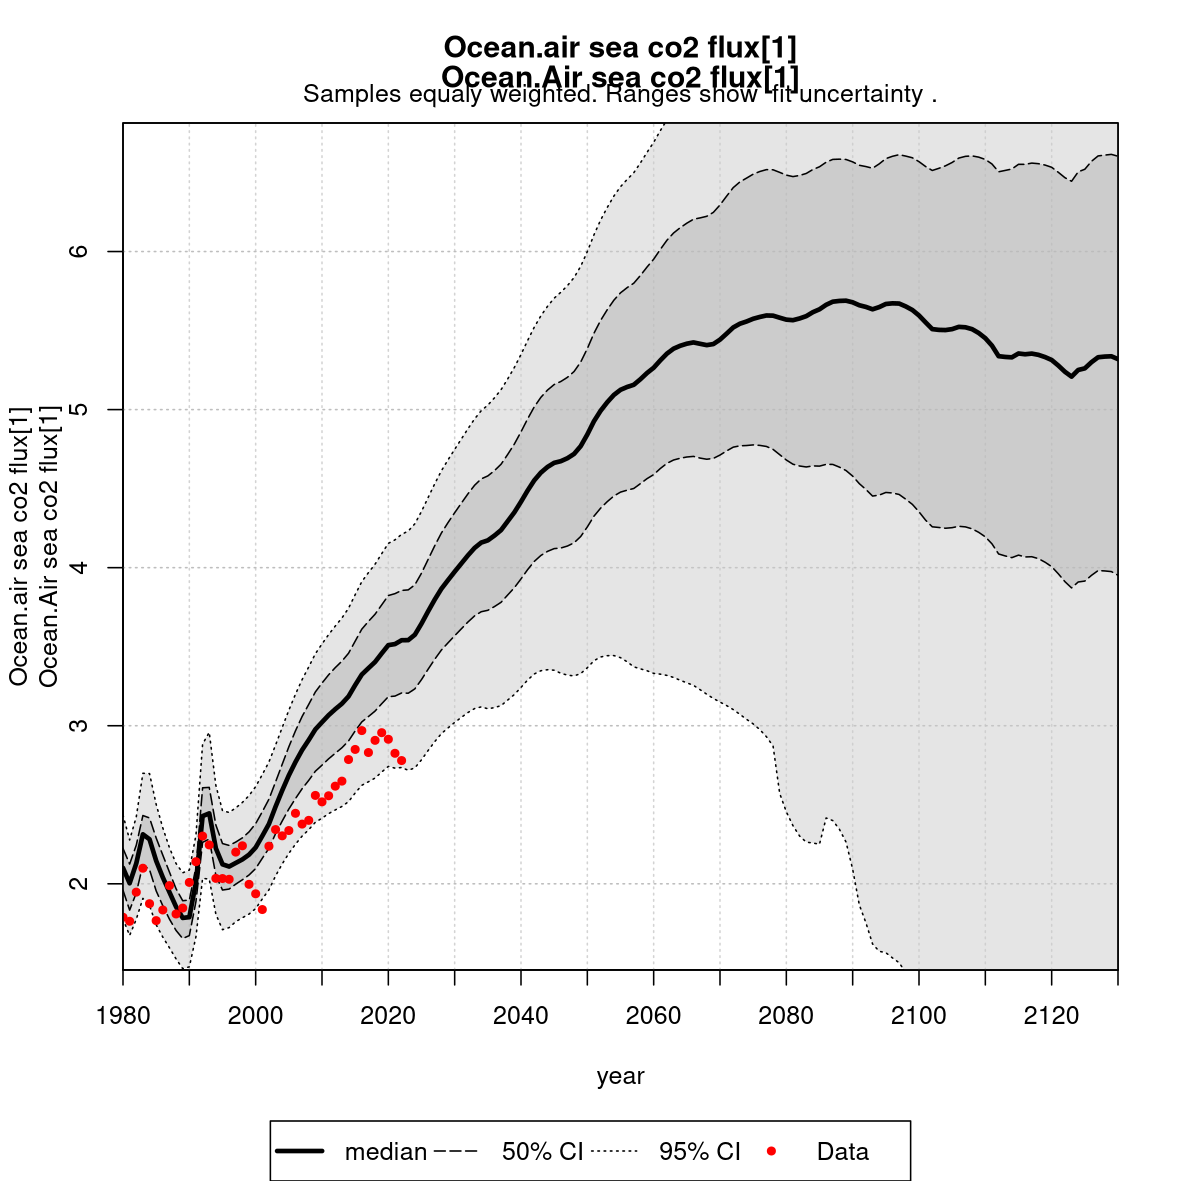 Ocean.air sea co2 flux[1]
Ocean.Air sea co2 flux[1]
Samples equaly weighted. Ranges show 'fit uncertainty .
Ocean.air sea co2 flux[1]
Ocean.Air sea co2 flux[1]
6
5
4
3
2
1980 2000 2020 2040 2060 2080 2100 2120
year
median 50% CI 95% CI Data